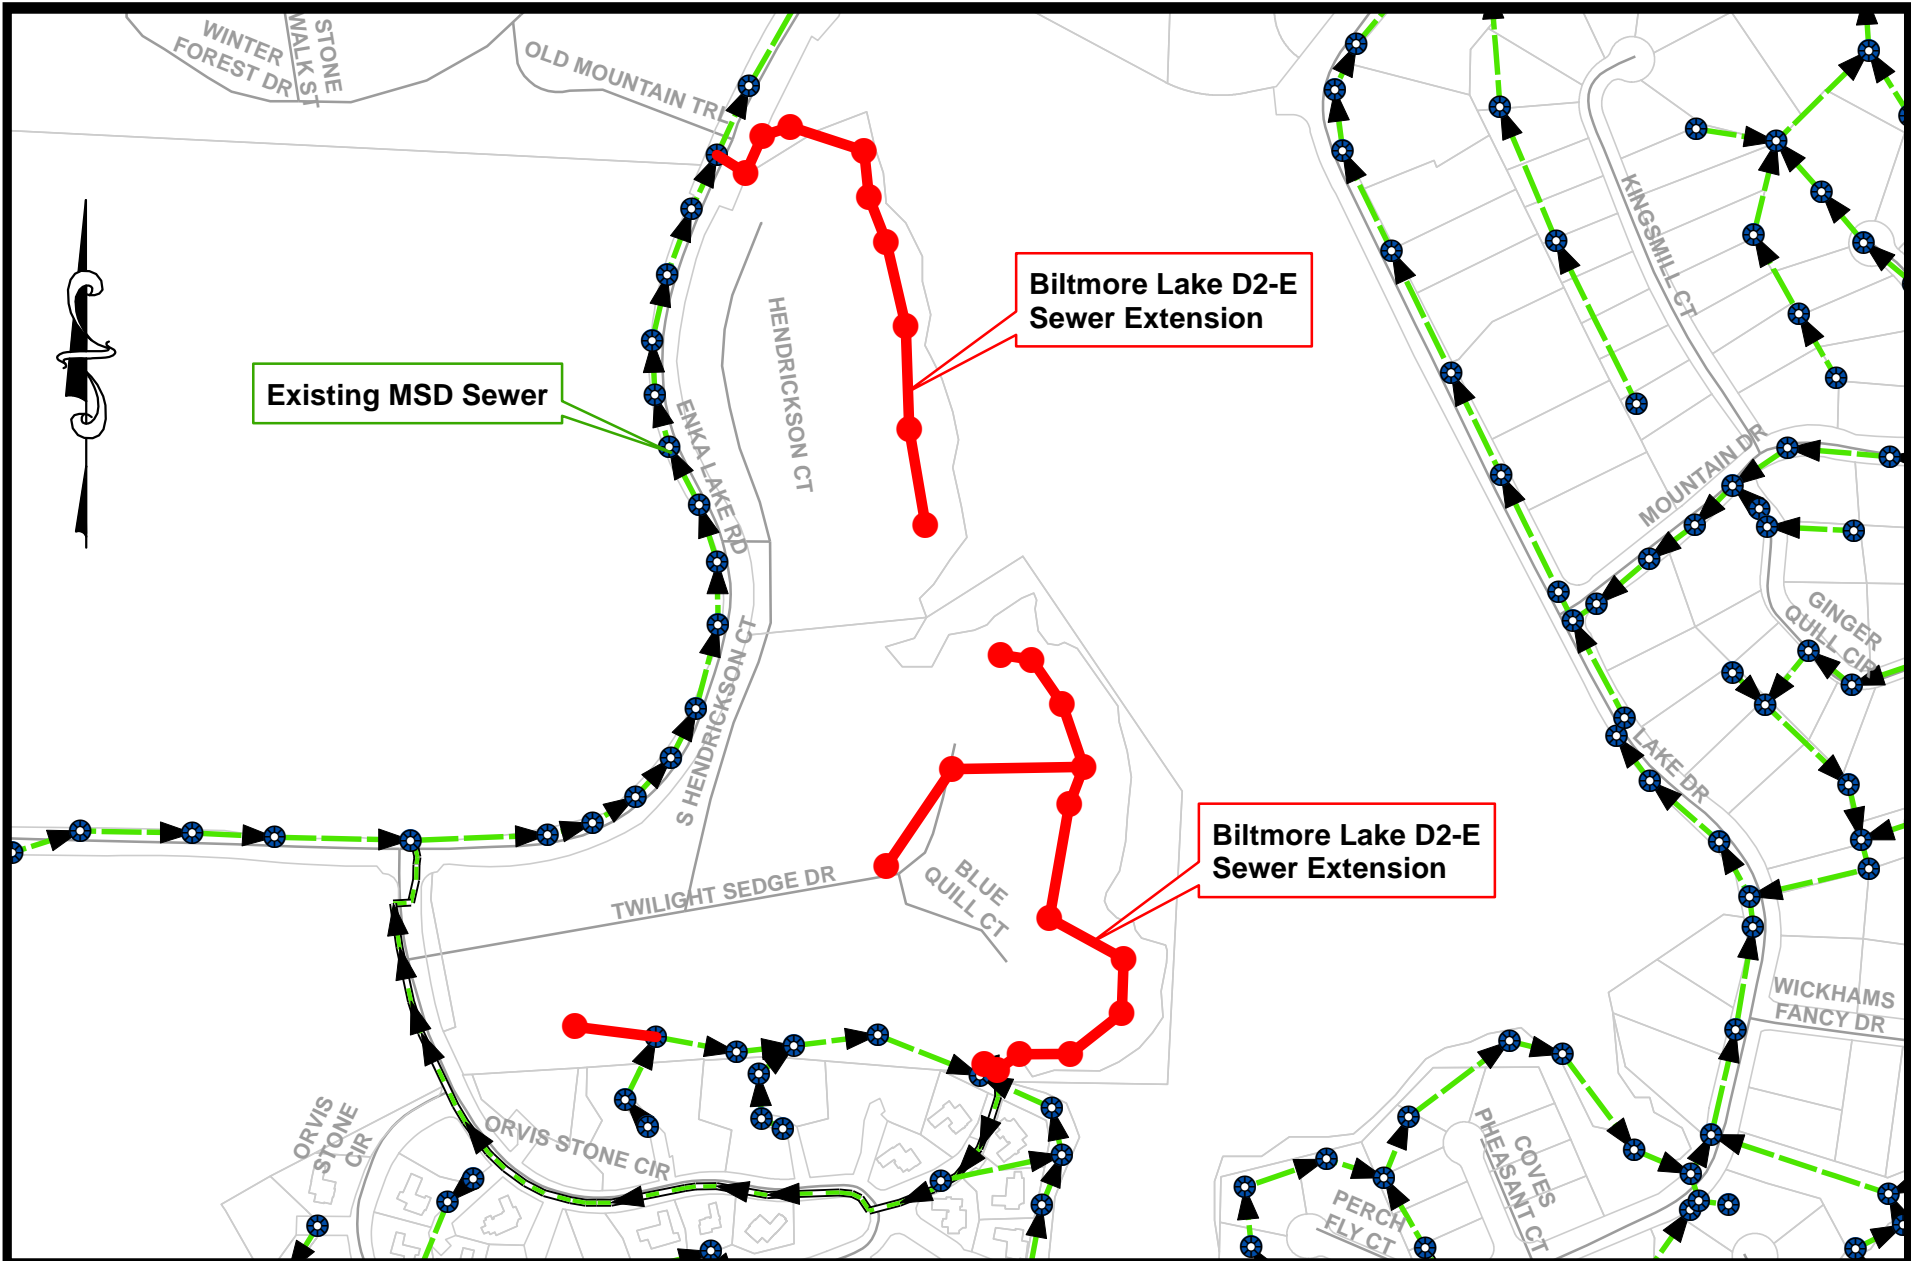 WINTER
FOREST DR
STONE
WALK ST
OLD MOUNTAIN TRL
KINGSMILL CT
Biltmore Lake D2-E
Sewer Extension
HENDRICKSON CT
Existing MSD Sewer
ENKA LAKE RD
MOUNTAIN DR
GINGER
QUILL CIR
S HENDRICKSON CT
LAKE DR
Biltmore Lake D2-E
Sewer Extension
TWILIGHT SEDGE DR
BLUE
QUILL CT
WICKHAMS
FANCY DR
ORVIS
STONE
CIR
ORVIS STONE CIR
COVES
PHEASANT CT
PERCH
FLY CT